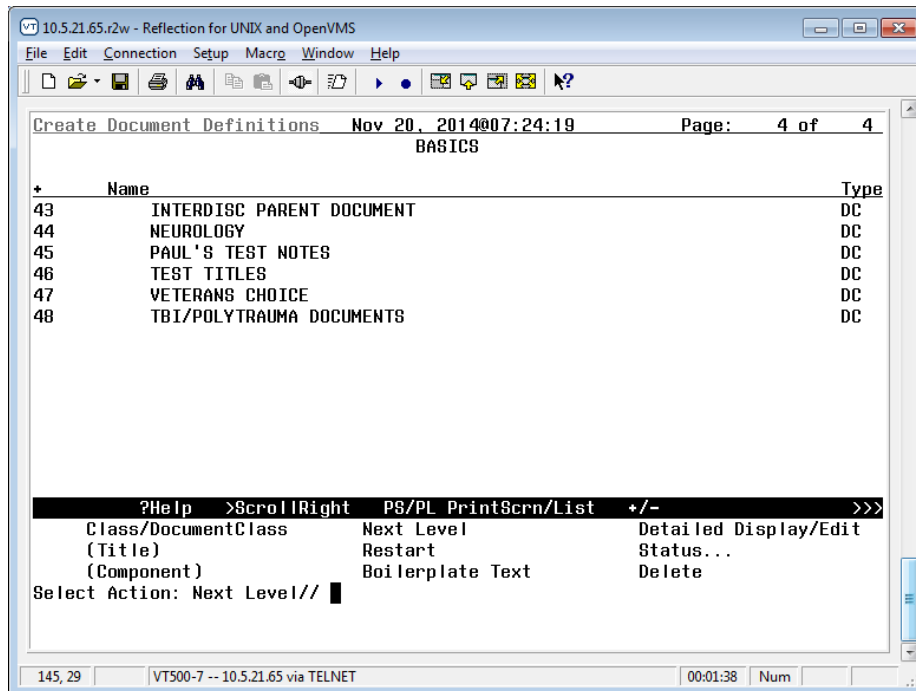 10.5.21.65.r2w - Reflection for UNIX and OpenVMS
File Edit Connection Setup Macro Window Help
Create Document Definitions Nov 20, 2014@07:24:19 Page: 4 of 4
BASICS
+ Name Type
43 INTERDISC PARENT DOCUMENT DC
44 NEUROLOGY DC
45 PAUL'S TEST NOTES DC
46 TEST TITLES DC
47 VETERANS CHOICE DC
48 TBI/POLYTRAUMA DOCUMENTS DC
?Help >ScrollRight PS/PL PrintScrn/List +/- >>>
Class/DocumentClass Next Level Detailed Display/Edit
(Title) Restart Status...
(Component) Boilerplate Text Delete
Select Action: Next Level//
145, 29 VT500-7 -- 10.5.21.65 via TELNET 00:01:38 Num